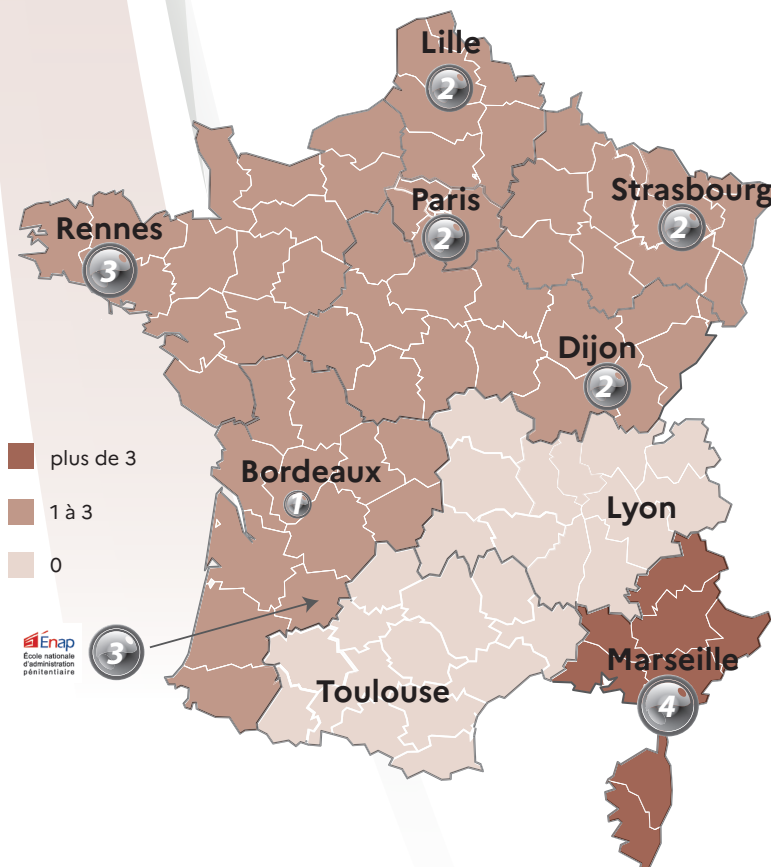 Lille
2
Paris
2
Strasbourg
2
Rennes
3
Dijon
2
plus de 3
1 à 3
0
Bordeaux
1
Lyon
Énap
École nationale
d'administration
pénitentiaire
3
Toulouse
Marseille
4